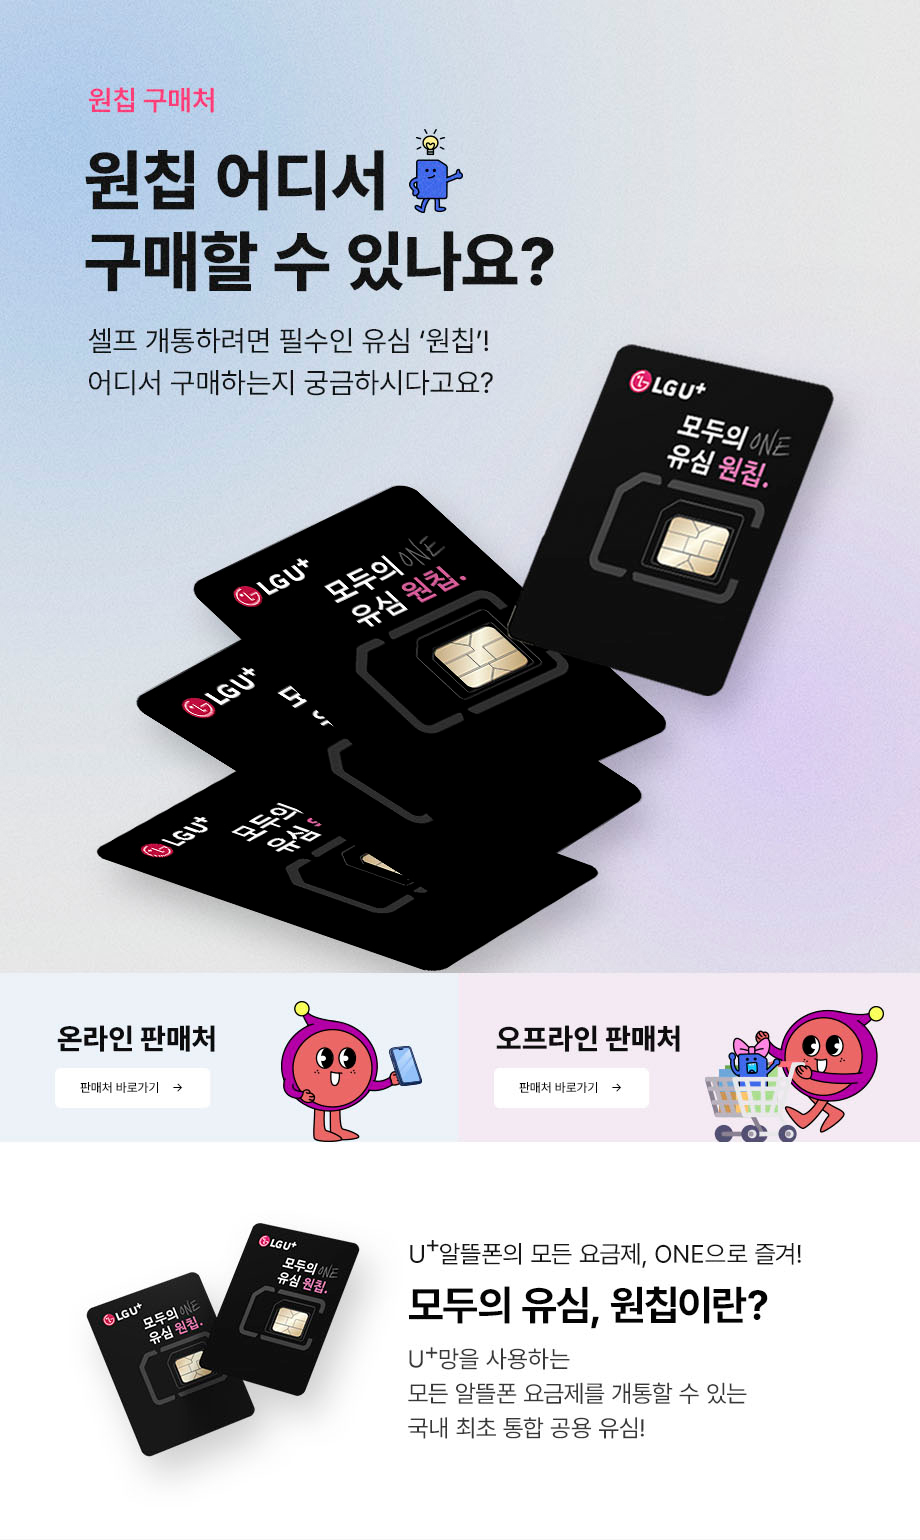 원칩 구매처
원칩 어디서
구매할 수 있나요?
셀프 개통하려면 필수인 유심 ‘원칩’!
어디서 구매하는지 궁금하시다고요?
LG U+
모두의 ONE
유심 원칩.
LG U+
모두의 ONE
유심 원칩.
LG U+
LG U+
모두의
유심
온라인 판매처
판매처 바로가기 →
오프라인 판매처
판매처 바로가기 →
LG U+
모두의 ONE
유심 원칩.
LG U+
모두의 ONE
유심 원칩.
U+알뜰폰의 모든 요금제, ONE으로 즐겨!
모두의 유심, 원칩이란?
U+망을 사용하는
모든 알뜰폰 요금제를 개통할 수 있는
국내 최초 통합 공용 유심!